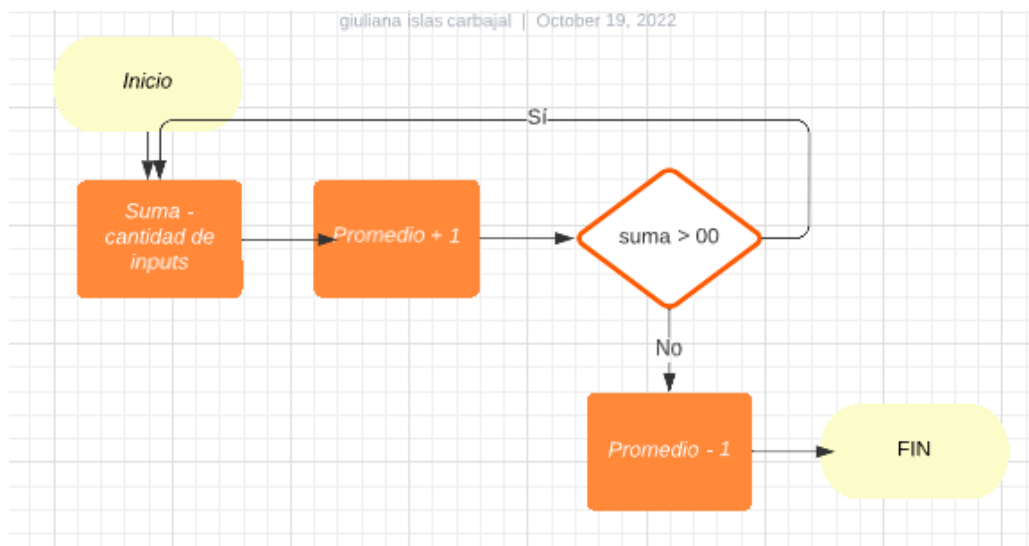 giuliana islas carbajal | October 19, 2022
Inicio
Sí
Suma -
cantidad de
inputs
Promedio + 1
suma > 00
No
Promedio - 1
FIN